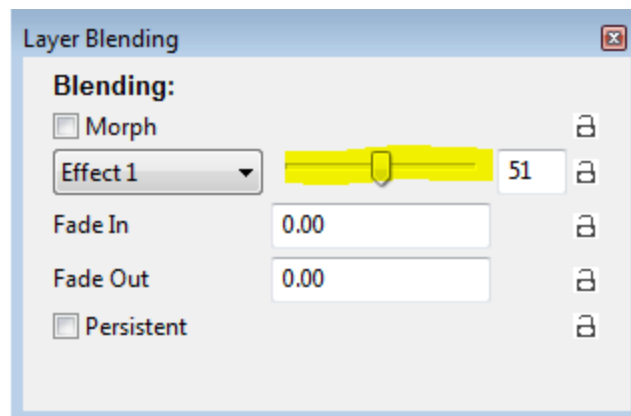 Layer Blending
Blending:
Morph
Effect 1 51
Fade In 0.00
Fade Out 0.00
Persistent